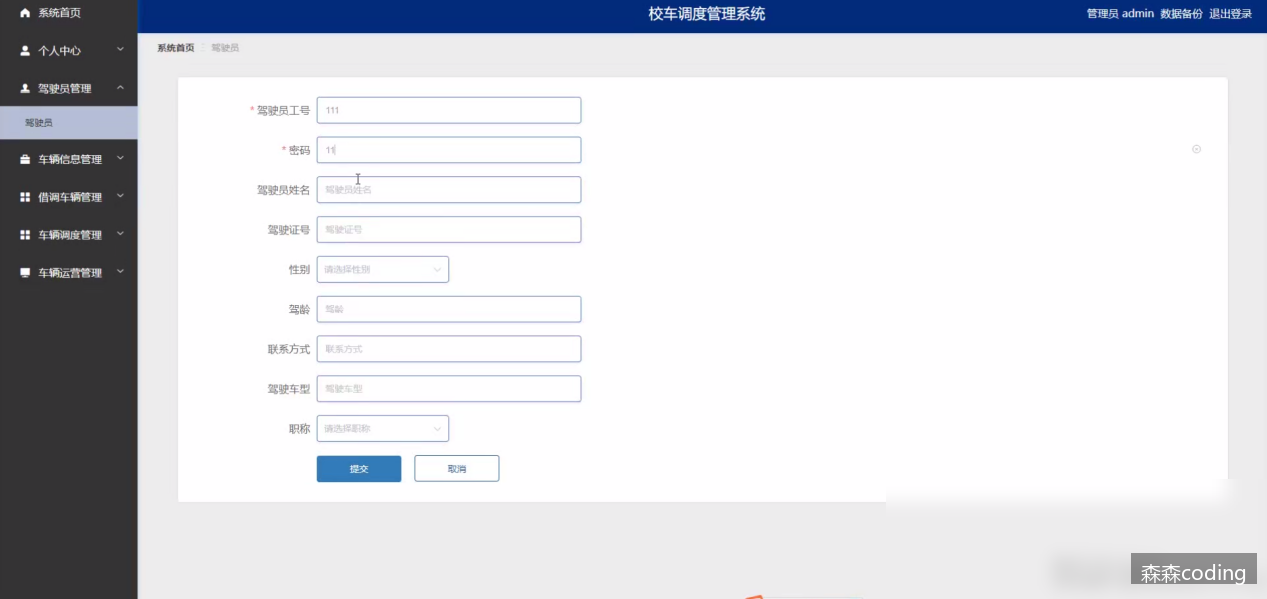 系统首页
校车调度管理系统
管理员 admin 数据备份 退出登录
个人中心
系统首页 驾驶员
驾驶员管理
驾驶员
车辆信息管理
借调车辆管理
车辆调度管理
车辆运营管理
* 驾驶员工号 111
* 密码 11
驾驶员姓名 驾驶员姓名
驾驶证号 驾驶证号
性别 请选择性别
驾龄 驾龄
联系方式 联系方式
驾驶车型 驾驶车型
职称 请选择职称
提交 取消
森森coding